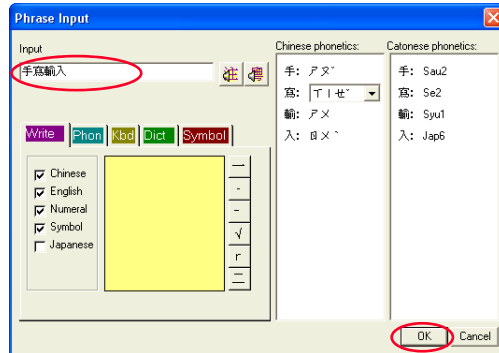 Phrase Input
Input
手寫輸入
Write Phon Kbd Dict Symbol
Chinese
English
Numeral
Symbol
Japanese
一
.
-
√
r
二
Chinese phonetics:
手: ㄕㄡˇ
寫: ㄒㄧㄝˇ
輸: ㄕㄨ
入: ㄖㄨˋ
Catonese phonetics:
手: Sau2
寫: Se2
輸: Syu1
入: Jap6
OK Cancel